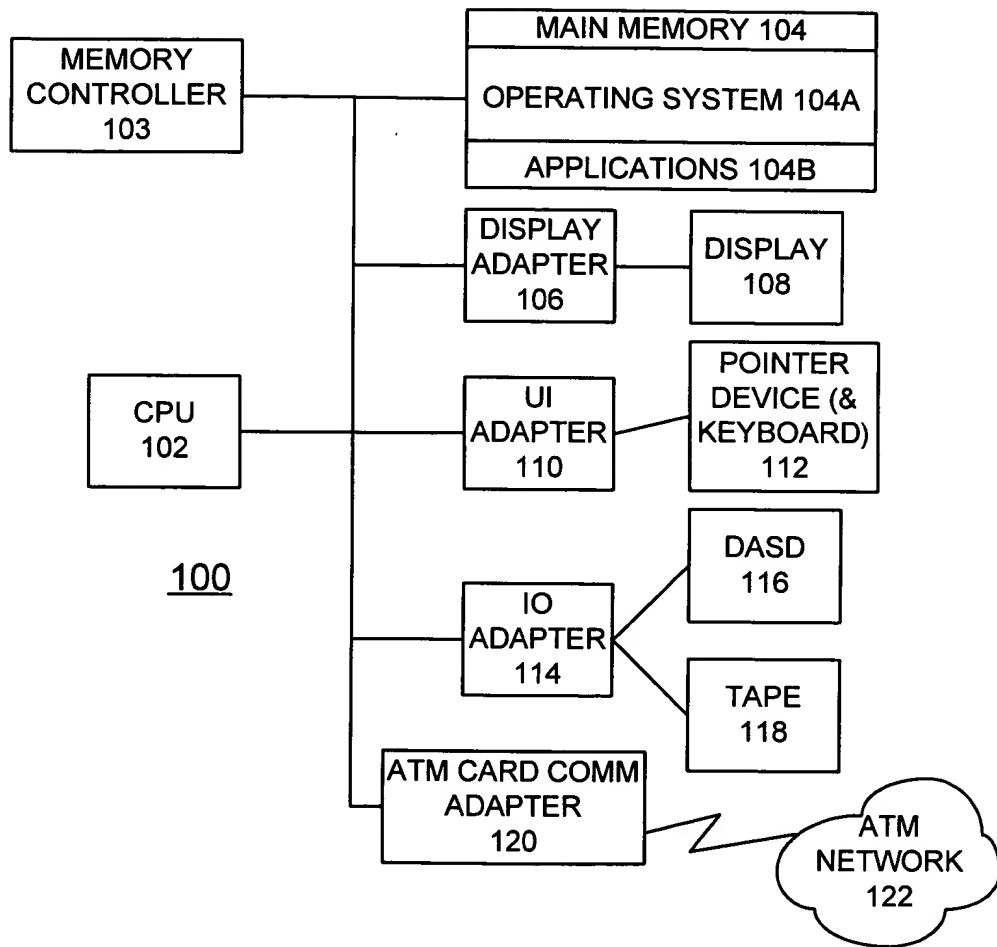 MEMORY
CONTROLLER
103
MAIN MEMORY 104
OPERATING SYSTEM 104A
APPLICATIONS 104B
DISPLAY
ADAPTER
106
DISPLAY
108
CPU
102
UI
ADAPTER
110
POINTER
DEVICE (&
KEYBOARD)
112
100
IO
ADAPTER
114
DASD
116
TAPE
118
ATM CARD COMM
ADAPTER
120
ATM
NETWORK
122